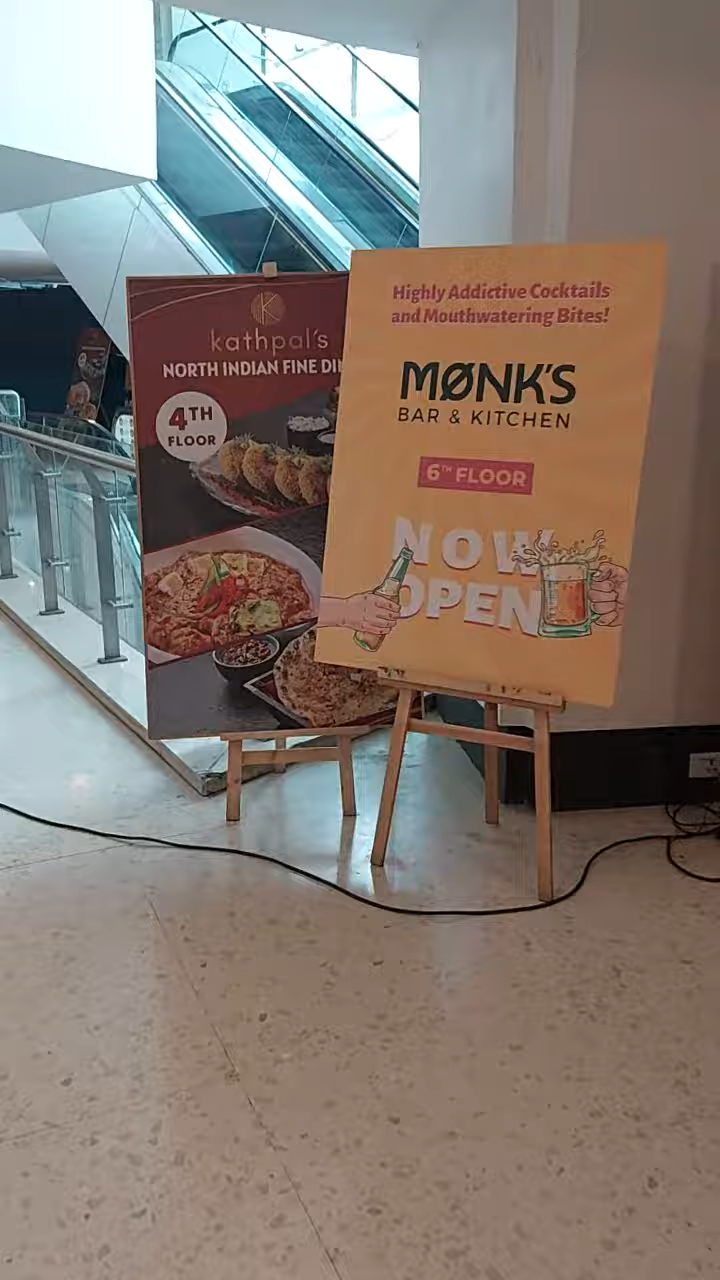 K
kathpal's
NORTH INDIAN FINE DI
4TH
FLOOR
Highly Addictive Cocktails
and Mouthwatering Bites!
MØNK'S
BAR & KITCHEN
6TH FLOOR
NOW
OPEN